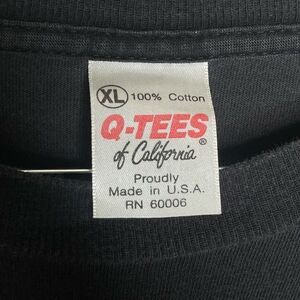 XL 100% Cotton
Q-TEES
of California®
Proudly
Made in U.S.A.
RN 60006